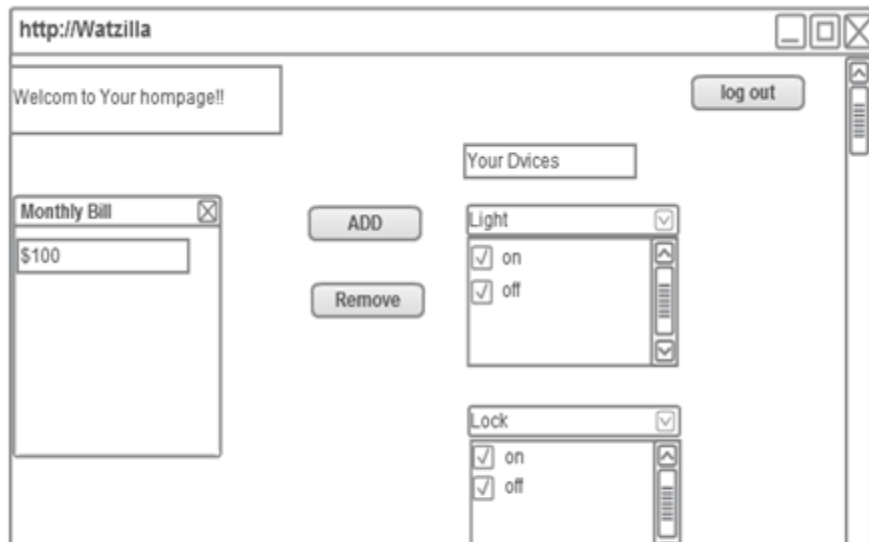 http://Watzilla
Welcom to Your hompage!!
log out
Your Dvices
Monthly Bill
$100
ADD
Remove
Light
on
off
Lock
on
off